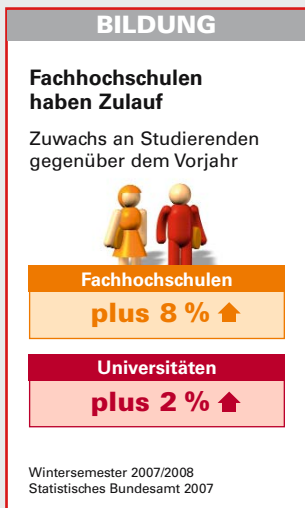 BILDUNG
Fachhochschulen
haben Zulauf
Zuwachs an Studierenden
gegenüber dem Vorjahr
Fachhochschulen
plus 8 %
Universitäten
plus 2 %
Wintersemester 2007/2008
Statistisches Bundesamt 2007